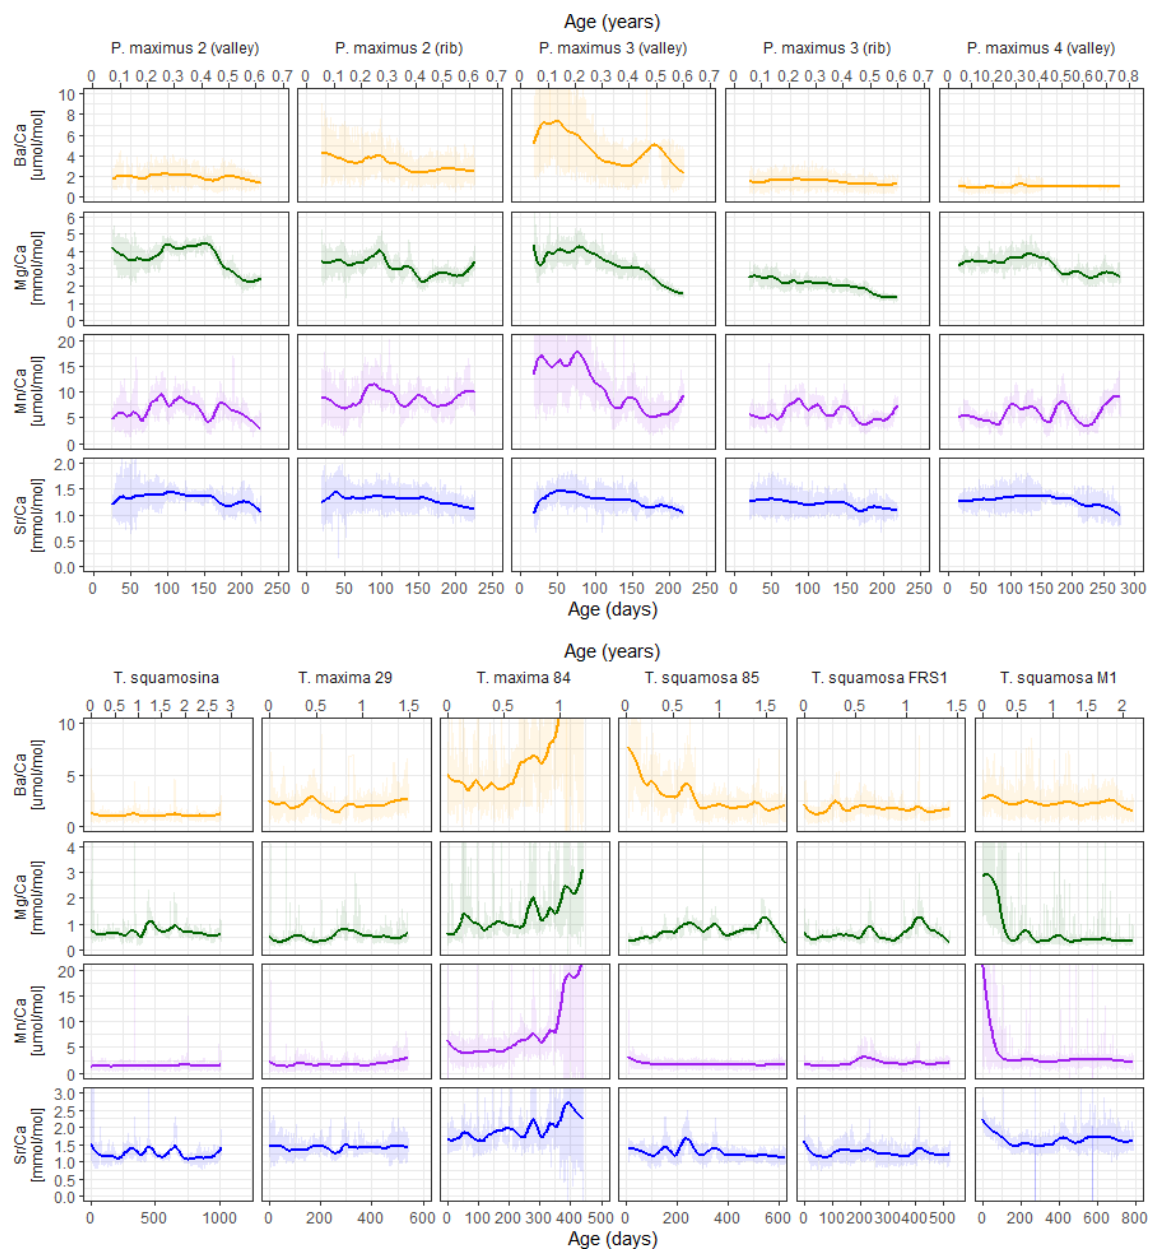 Age (years)
P. maximus 2 (valley) P. maximus 2 (rib) P. maximus 3 (valley) P. maximus 3 (rib) P. maximus 4 (valley)
0 0.1 0.2 0.3 0.4 0.5 0.6 0.7 0 0.1 0.2 0.3 0.4 0.5 0.6 0.7 0 0.1 0.2 0.3 0.4 0.5 0.6 0.7 0 0.1 0.2 0.3 0.4 0.5 0.6 0.7 0 0.10.20 0.30.40.500.60.70.8
Ba/Ca
[umol/mol]
10
8
6
4
2
0
Mg/Ca
[mmol/mol]
6
5
4
3
2
1
0
Mn/Ca
[umol/mol]
20
15
10
5
0
Sr/Ca
[mmol/mol]
2.0
1.5
1.0
0.5
0.0
0 50 100 150 200 250 0 50 100 150 200 250 0 50 100 150 200 250 0 50 100 150 200 250 0 50 100 150 200 250 300
Age (days)
Age (years)
T. squamosina T. maxima 29 T. maxima 84 T. squamosa 85 T. squamosa FRS1 T. squamosa M1
0 0.5 1 1.5 2 2.5 3 0 0.5 1 1.5 0 0.5 1 0 0.5 1 1.5 0 0.5 1 1.5 0 0.5 1 1.5 2
Ba/Ca
[umol/mol]
10
5
0
Mg/Ca
[mmol/mol]
4
3
2
1
0
Mn/Ca
[umol/mol]
20
15
10
5
0
Sr/Ca
[mmol/mol]
3.0
2.5
2.0
1.5
1.0
0.5
0.0
0 500 1000 0 200 400 600 0 100 200 300 400 500 0 200 400 600 0 100 200 300 400 500 0 200 400 600 800
Age (days)